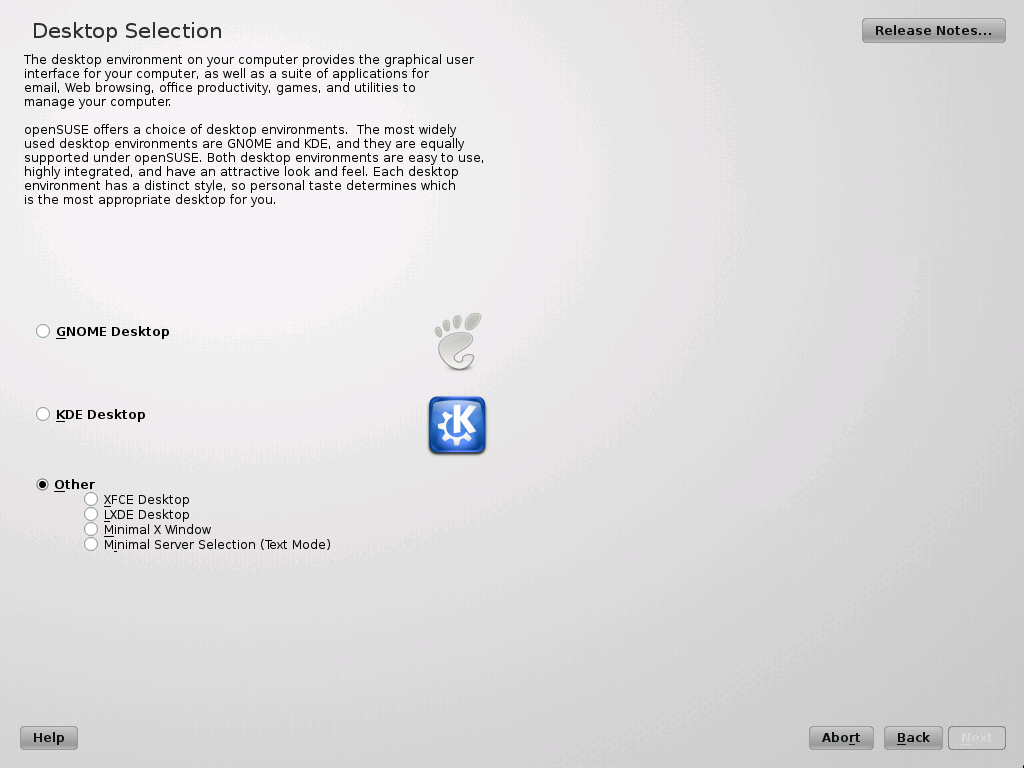 Desktop Selection
Release Notes...
The desktop environment on your computer provides the graphical user
interface for your computer, as well as a suite of applications for
email, Web browsing, office productivity, games, and utilities to
manage your computer.
openSUSE offers a choice of desktop environments.  The most widely
used desktop environments are GNOME and KDE, and they are equally
supported under openSUSE. Both desktop environments are easy to use,
highly integrated, and have an attractive look and feel. Each desktop
environment has a distinct style, so personal taste determines which
is the most appropriate desktop for you.
GNOME Desktop
KDE Desktop
Other
XFCE Desktop
LXDE Desktop
Minimal X Window
Minimal Server Selection (Text Mode)
Help
Abort
Back
Next